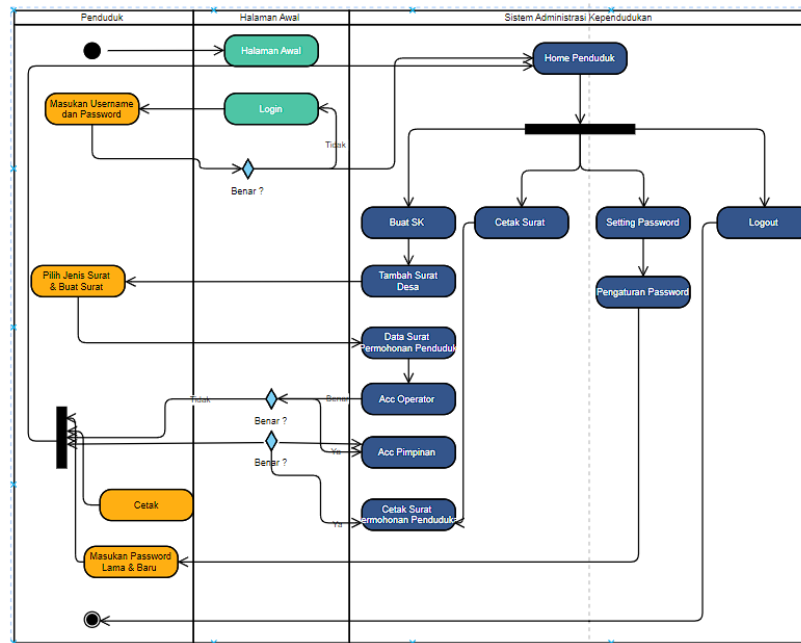 Penduduk
Halaman Awal
Sistem Administrasi Kependudukan
Halaman Awal
Home Penduduk
Masukan Username
dan Password
Login
Tidak
Benar ?
Buat SK
Cetak Surat
Setting Password
Logout
Pilih Jenis Surat
& Buat Surat
Tambah Surat
Desa
Pengaturan Password
Data Surat
Permohonan Penduduk
Tidak
Benar
Acc Operator
Benar ?
Ya
Acc Pimpinan
Benar ?
Cetak
Cetak Surat
Permohonan Penduduk
Ya
Masukan Password
Lama & Baru